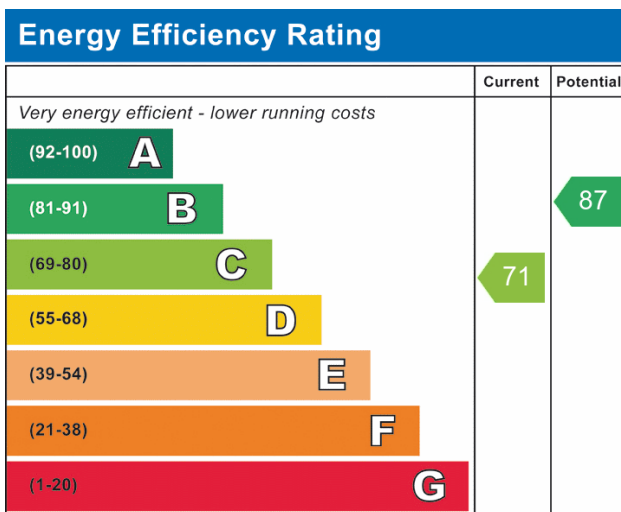 Energy Efficiency Rating
Current Potential
Very energy efficient - lower running costs
(92-100) A
(81-91) B 87
(69-80) C 71
(55-68) D
(39-54) E
(21-38) F
(1-20) G